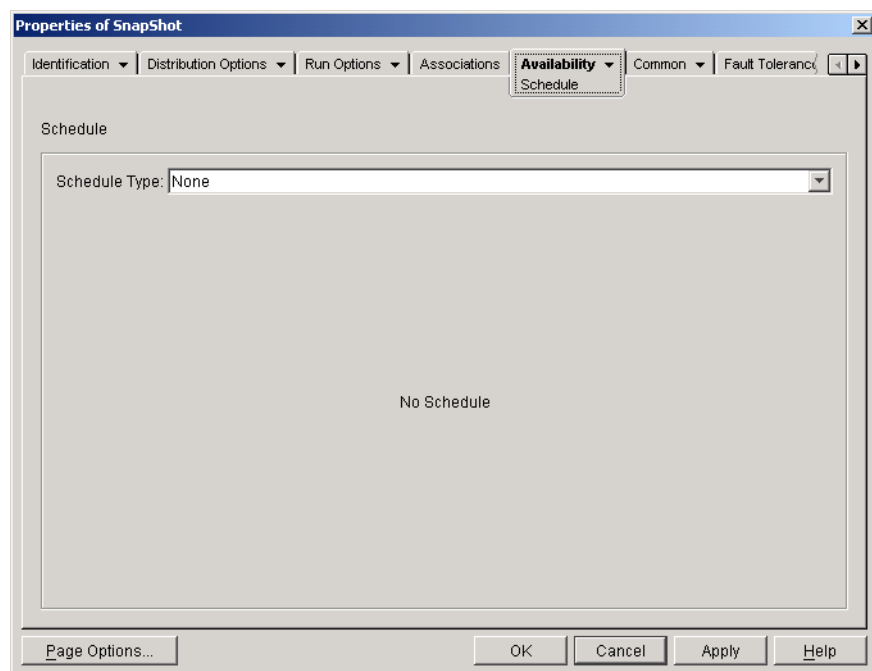 Properties of SnapShot
Identification
Distribution Options
Run Options
Associations
Availability
Common
Fault Tolerance
Schedule
Schedule
Schedule Type: None
No Schedule
Page Options...
OK
Cancel
Apply
Help